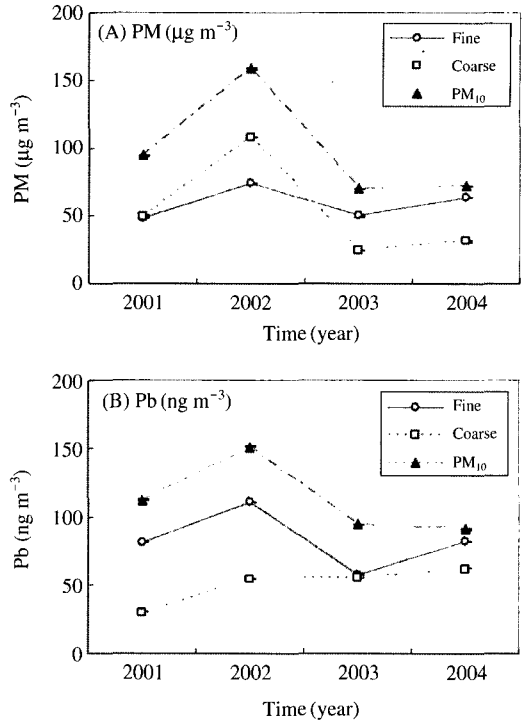 (A) PM (μg m⁻³)
Fine
Coarse
PM₁₀
200
150
100
50
0
PM (μg m⁻³)
2001 2002 2003 2004
Time (year)
(B) Pb (ng m⁻³)
Fine
Coarse
PM₁₀
200
150
100
50
0
Pb (ng m⁻³)
2001 2002 2003 2004
Time (year)